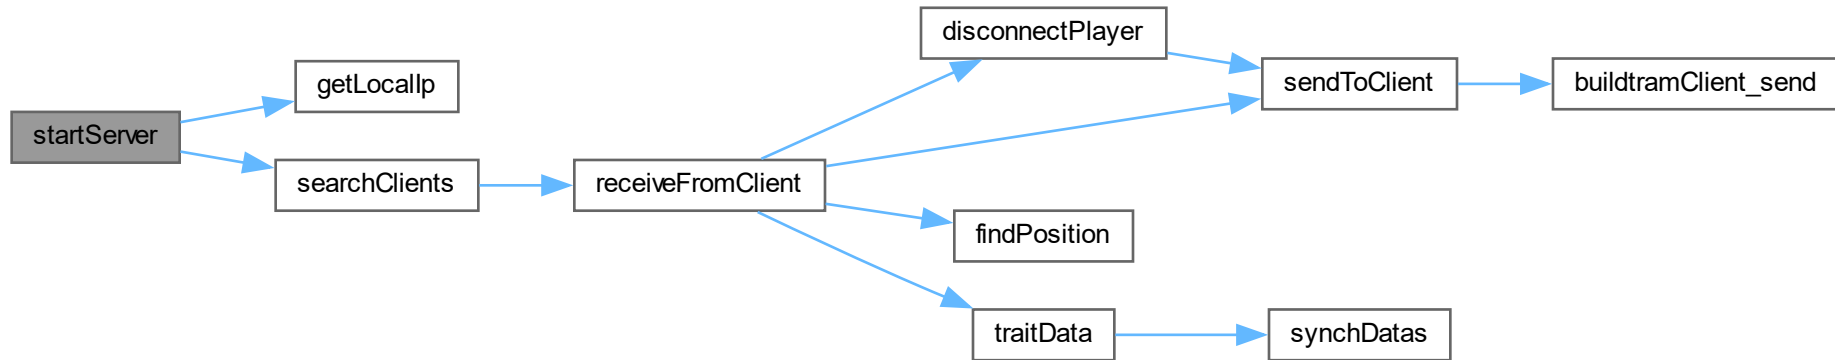 startServer
getLocalIp
searchClients
receiveFromClient
disconnectPlayer
sendToClient
buildtramClient_send
findPosition
traitData
synchDatas